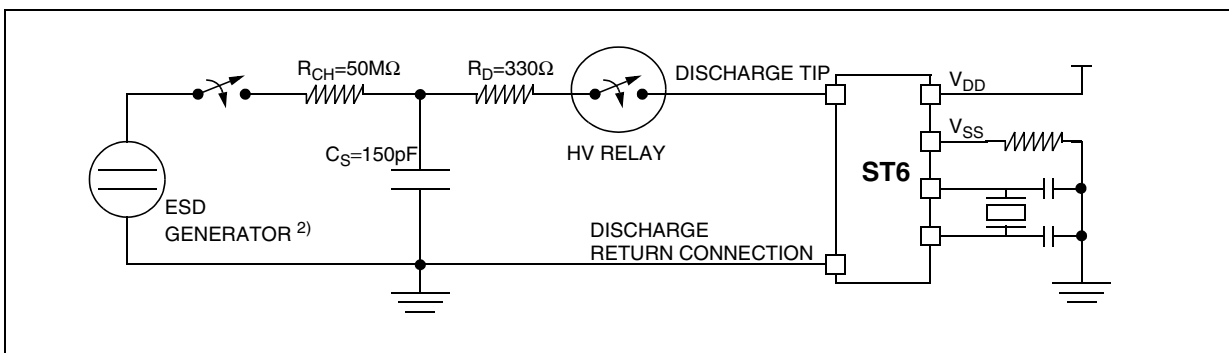 R_CH=50MΩ
R_D=330Ω
DISCHARGE TIP
V_DD
C_S=150pF
HV RELAY
V_SS
ST6
ESD
GENERATOR 2)
DISCHARGE
RETURN CONNECTION